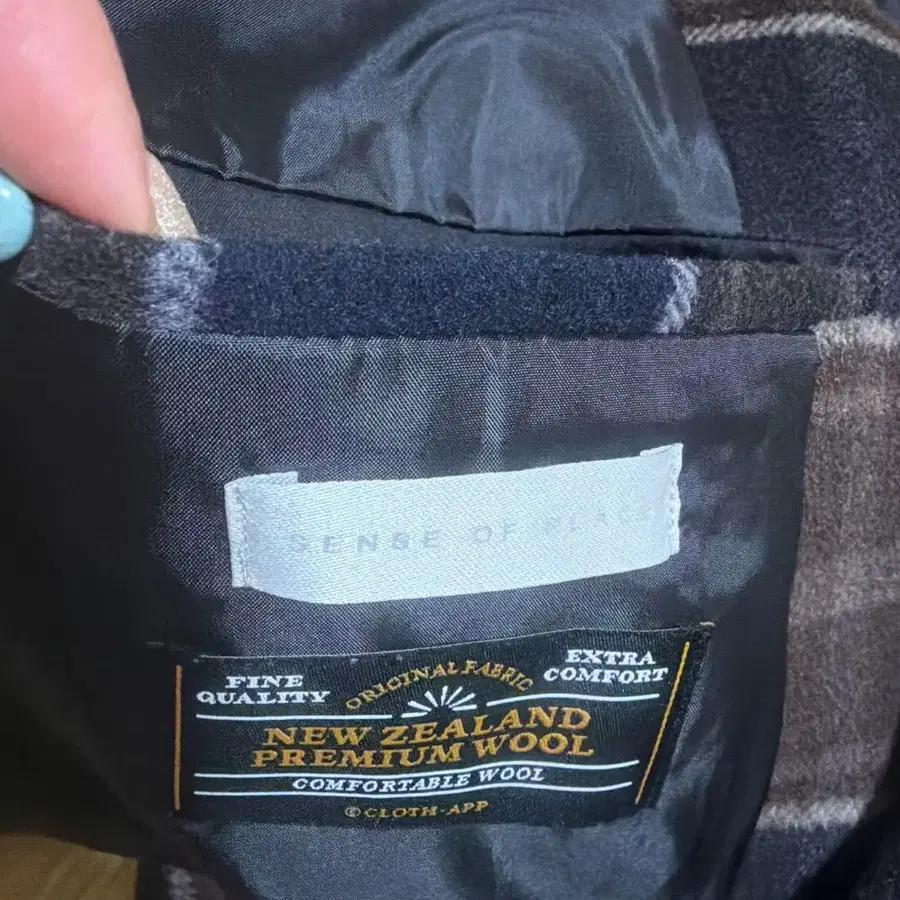 SENSE OF PLACE
FINE
QUALITY
ORIGINAL FABRIC
EXTRA
COMFORT
NEW ZEALAND
PREMIUM WOOL
COMFORTABLE WOOL
©CLOTH-APP